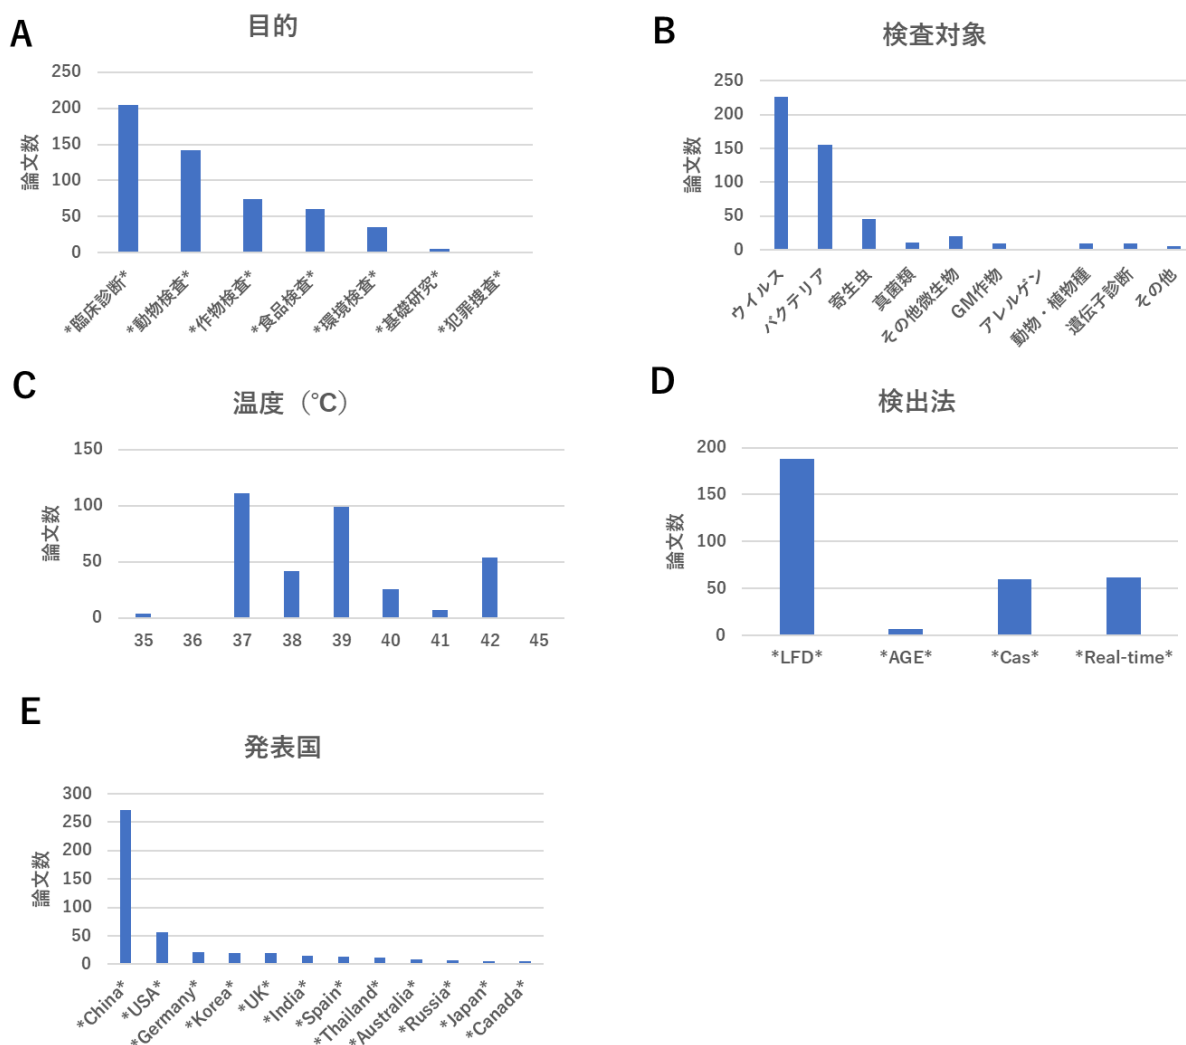 A
目的
250
200
150
100
50
0
論文数
*臨床診断*
*動物検査*
*作物検査*
*食品検査*
*環境検査*
*基礎研究*
*犯罪捜査*
B
検査対象
250
200
150
100
50
0
論文数
ウイルス
バクテリア
寄生虫
真菌類
その他微生物
GM作物
アレルゲン
動物・植物種
遺伝子診断
その他
C
温度（℃）
150
100
50
0
論文数
35 36 37 38 39 40 41 42 45
D
検出法
200
150
100
50
0
論文数
*LFD* *AGE* *Cas* *Real-time*
E
発表国
300
250
200
150
100
50
0
論文数
*China*
*USA*
*Germany*
*Korea*
*UK*
*India*
*Spain*
*Thailand*
*Australia*
*Russia*
*Japan*
*Canada*